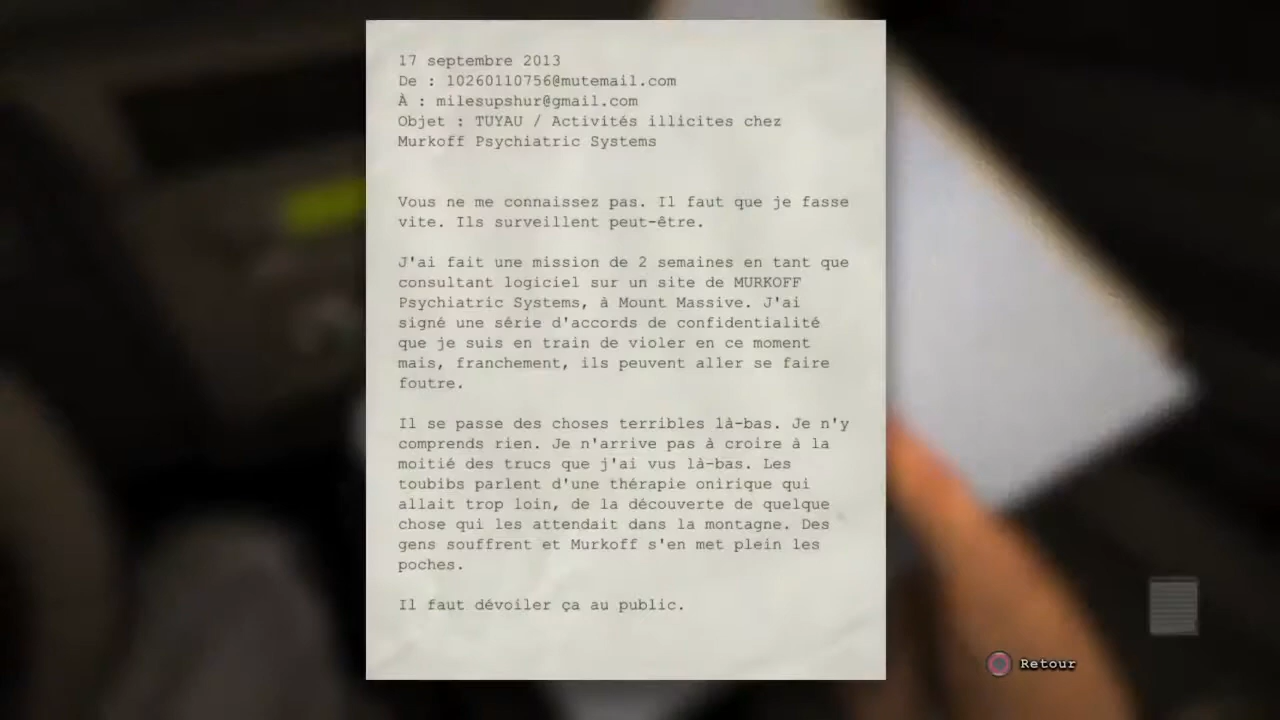 17 septembre 2013
De : 10260110756@mutemail.com
À : milesupshur@gmail.com
Objet : TUYAU / Activités illicites chez
Murkoff Psychiatric Systems
Vous ne me connaissez pas. Il faut que je fasse
vite. Ils surveillent peut-être.
J'ai fait une mission de 2 semaines en tant que
consultant logiciel sur un site de MURKOFF
Psychiatric Systems, à Mount Massive. J'ai
signé une série d'accords de confidentialité
que je suis en train de violer en ce moment
mais, franchement, ils peuvent aller se faire
foutre.
Il se passe des choses terribles là-bas. Je n'y
comprends rien. Je n'arrive pas à croire à la
moitié des trucs que j'ai vus là-bas. Les
toubibs parlent d'une thérapie onirique qui
allait trop loin, de la découverte de quelque
chose qui les attendait dans la montagne. Des
gens souffrent et Murkoff s'en met plein les
poches.
Il faut dévoiler ça au public.
Retour